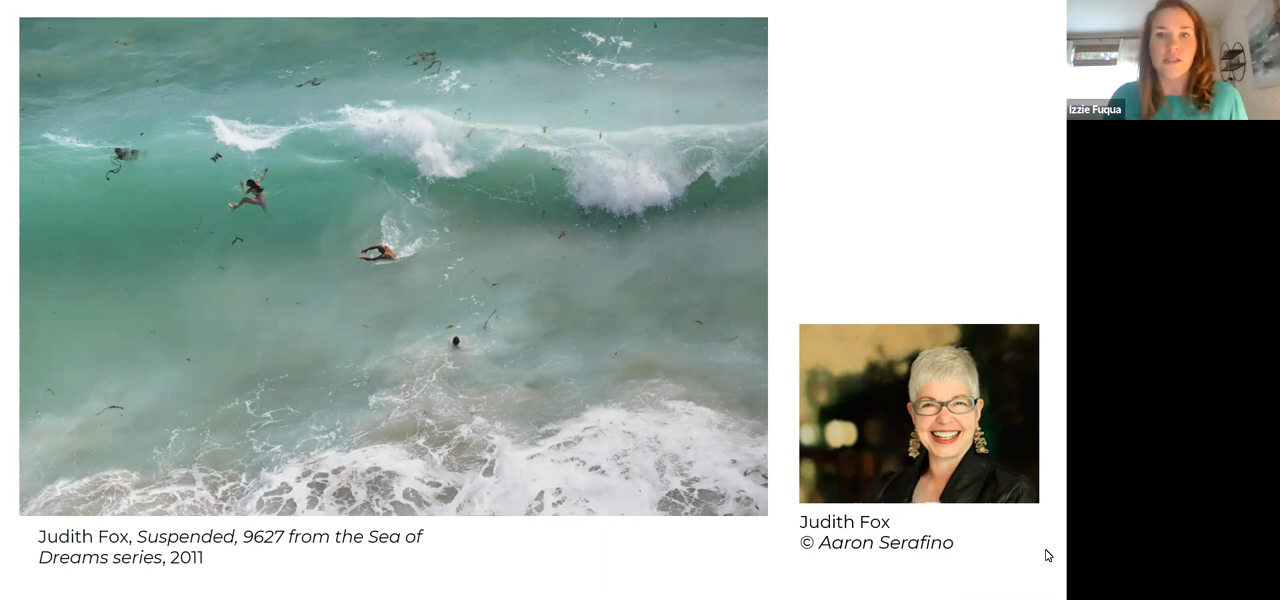 Izzie Fuqua
Judith Fox, Suspended, 9627 from the Sea of
Dreams series, 2011
Judith Fox
© Aaron Serafino